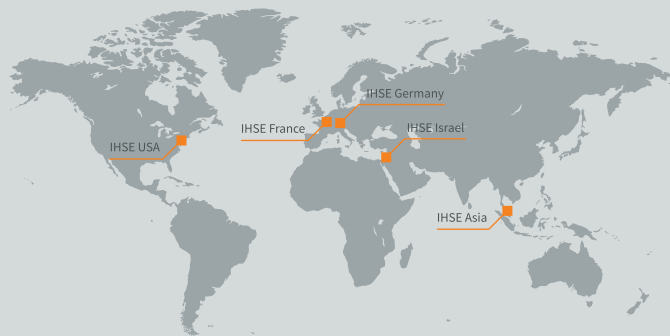 IHSE Germany
IHSE France
IHSE Israel
IHSE USA
IHSE Asia